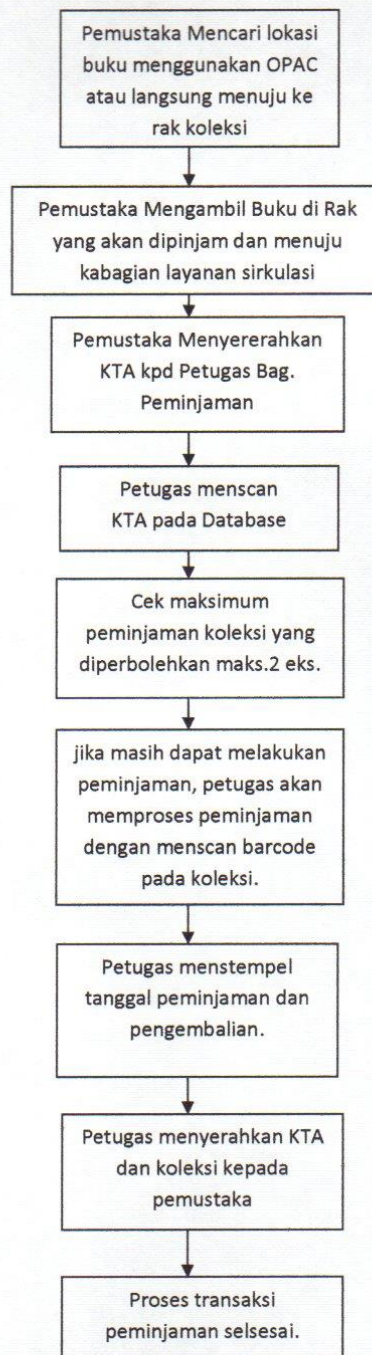 Pemustaka Mencari lokasi
buku menggunakan OPAC
atau langsung menuju ke
rak koleksi
Pemustaka Mengambil Buku di Rak
yang akan dipinjam dan menuju
kabagian layanan sirkulasi
Pemustaka Menyererahkan
KTA kpd Petugas Bag.
Peminjaman
Petugas menscan
KTA pada Database
Cek maksimum
peminjaman koleksi yang
diperbolehkan maks.2 eks.
jika masih dapat melakukan
peminjaman, petugas akan
memproses peminjaman
dengan menscan barcode
pada koleksi.
Petugas menstempel
tanggal peminjaman dan
pengembalian.
Petugas menyerahkan KTA
dan koleksi kepada
pemustaka
Proses transaksi
peminjaman selsesai.